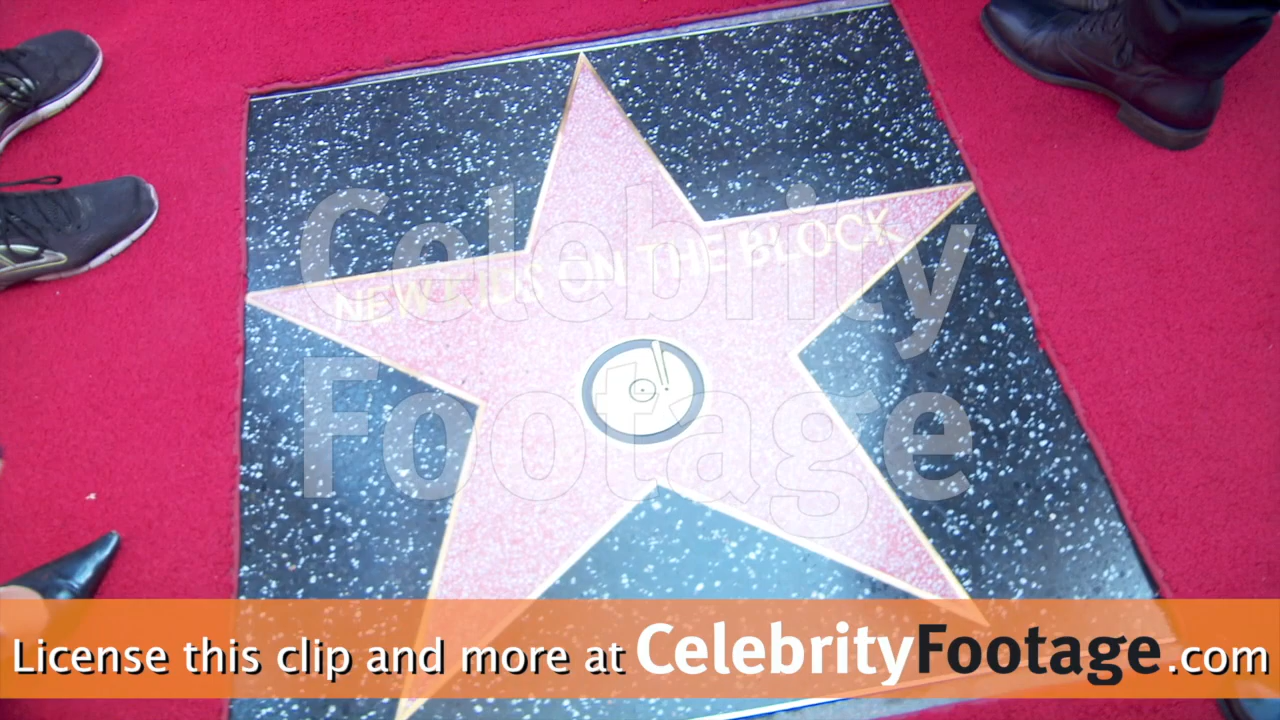 NEW KIDS ON THE BLOCK
Celebrity
Footage
License this clip and more at CelebrityFootage.com